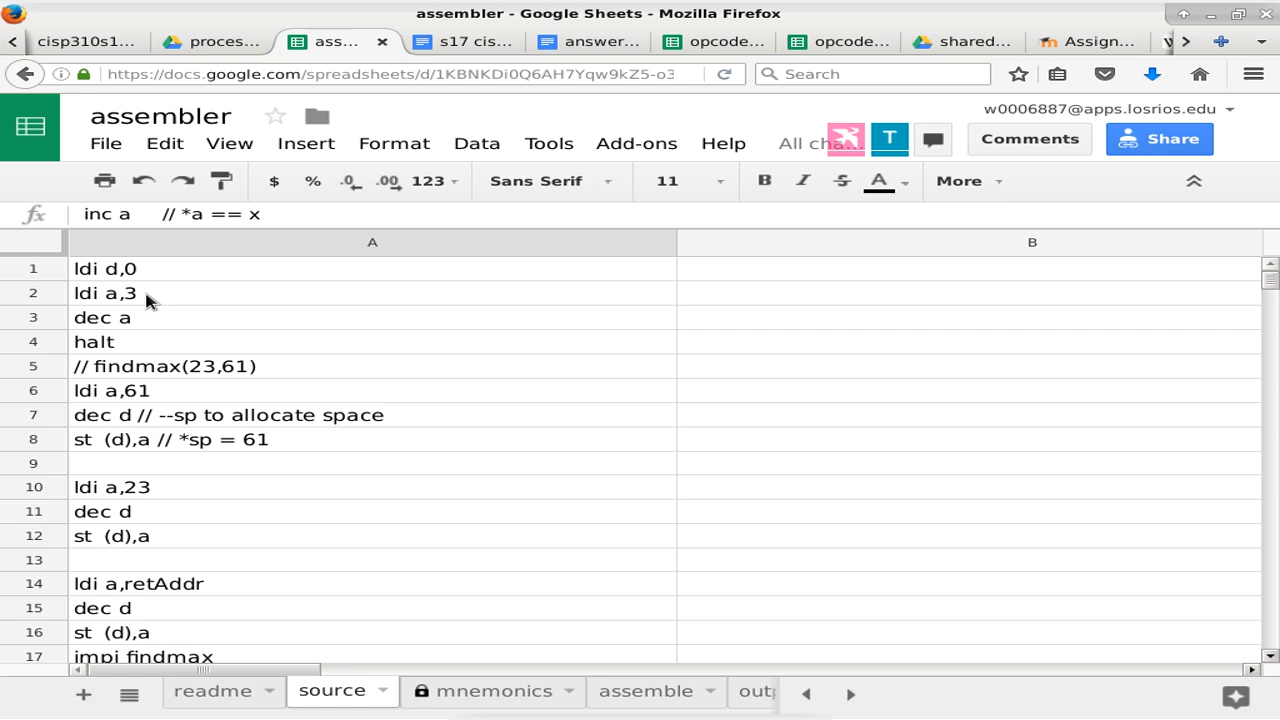 assembler - Google Sheets - Mozilla Firefox
cisp310s1... proces... ass... s17 cis... answer... opcode... opcode... shared... Assign...
https://docs.google.com/spreadsheets/d/1KBNKDi0Q6AH7Yqw9kZ5-o3 Search
assembler
w0006887@apps.losrios.edu
File Edit View Insert Format Data Tools Add-ons Help All cha... T Comments Share
$ % .0 .00 123 Sans Serif 11 B I S A More
fx inc a // *a == x
A B
1 ldi d,0
2 ldi a,3
3 dec a
4 halt
5 // findmax(23,61)
6 ldi a,61
7 dec d // --sp to allocate space
8 st (d),a // *sp = 61
9
10 ldi a,23
11 dec d
12 st (d),a
13
14 ldi a,retAddr
15 dec d
16 st (d),a
17 jmpi findmax
+ readme source mnemonics assemble out